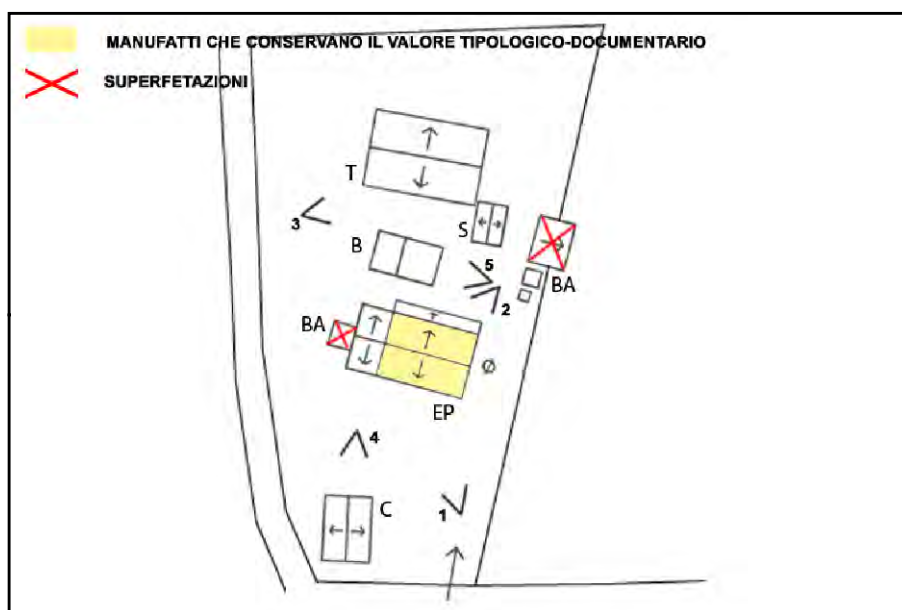 MANUFATTI CHE CONSERVANO IL VALORE TIPOLOGICO-DOCUMENTARIO
SUPERFETAZIONI
T
3
S
B
5
BA
2
BA
EP
4
C
1